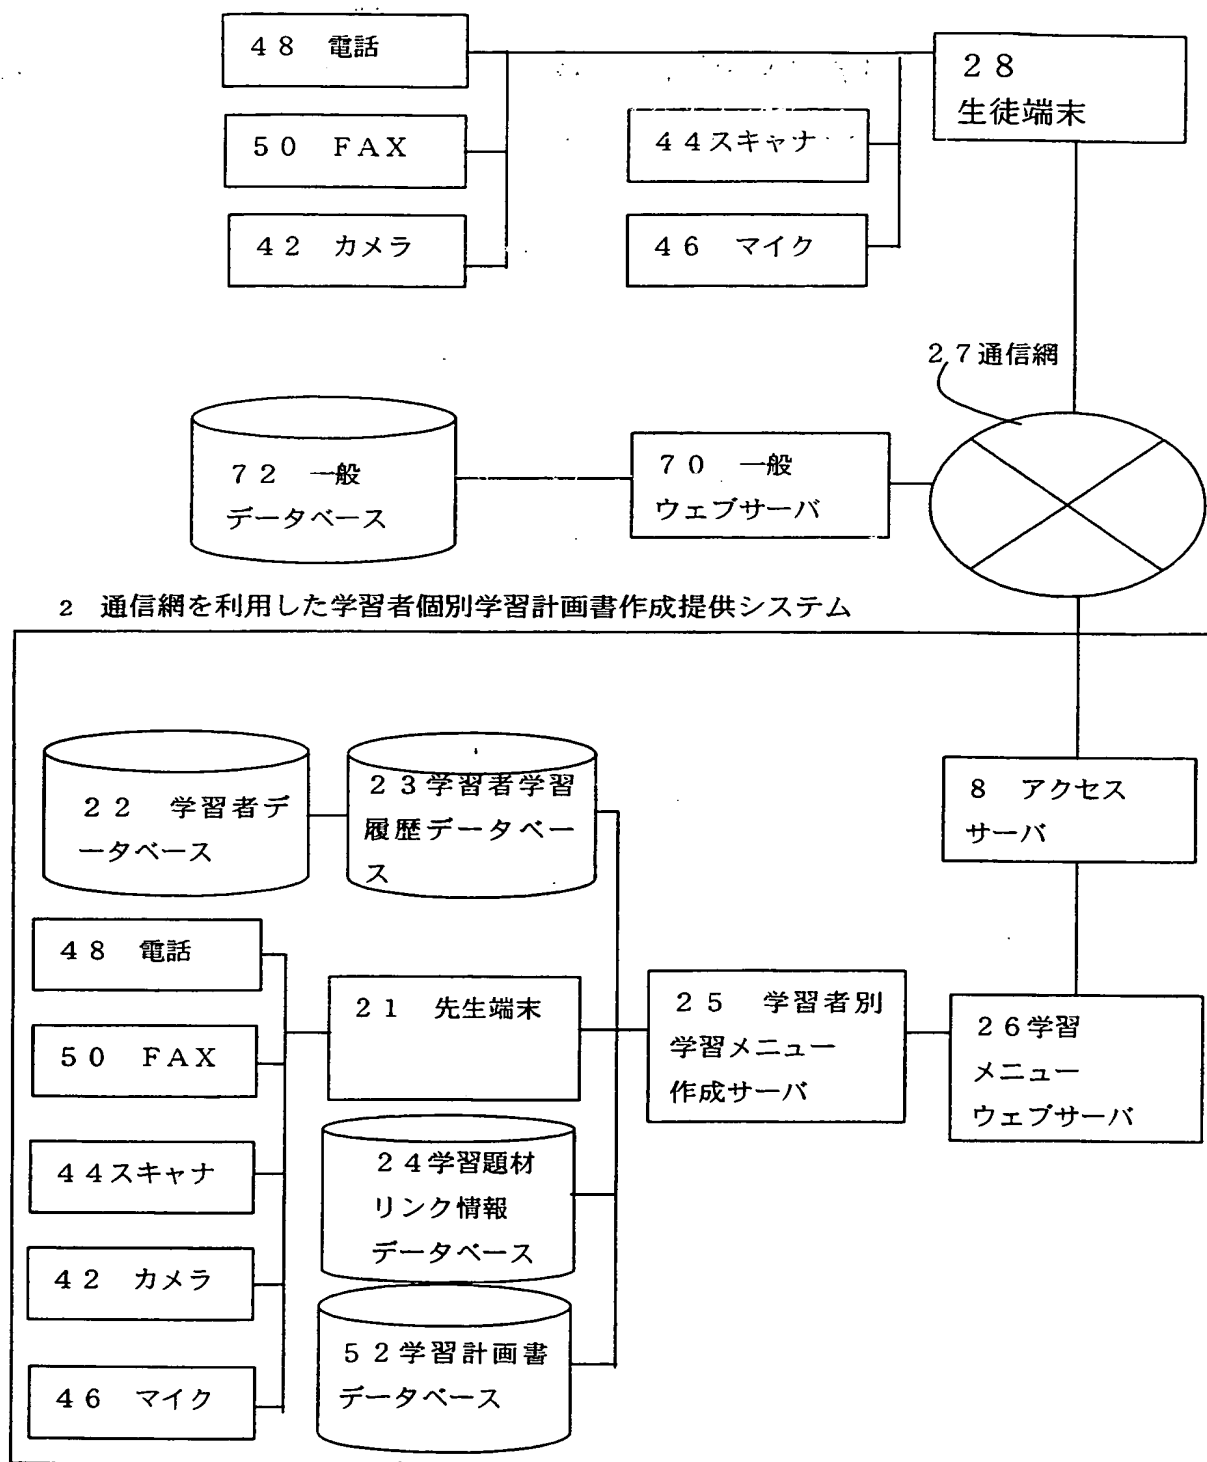 48 電話
28
生徒端末
50 FAX
44スキャナ
42 カメラ
46 マイク
27通信網
72 一般
データベース
70 一般
ウェブサーバ
2 通信網を利用した学習者個別学習計画書作成提供システム
22 学習者デ
ータベース
23学習者学習
履歴データベー
ス
8 アクセス
サーバ
48 電話
50 FAX
44スキャナ
42 カメラ
46 マイク
21 先生端末
24学習題材
リンク情報
データベース
52学習計画書
データベース
25 学習者別
学習メニュー
作成サーバ
26学習
メニュー
ウェブサーバ